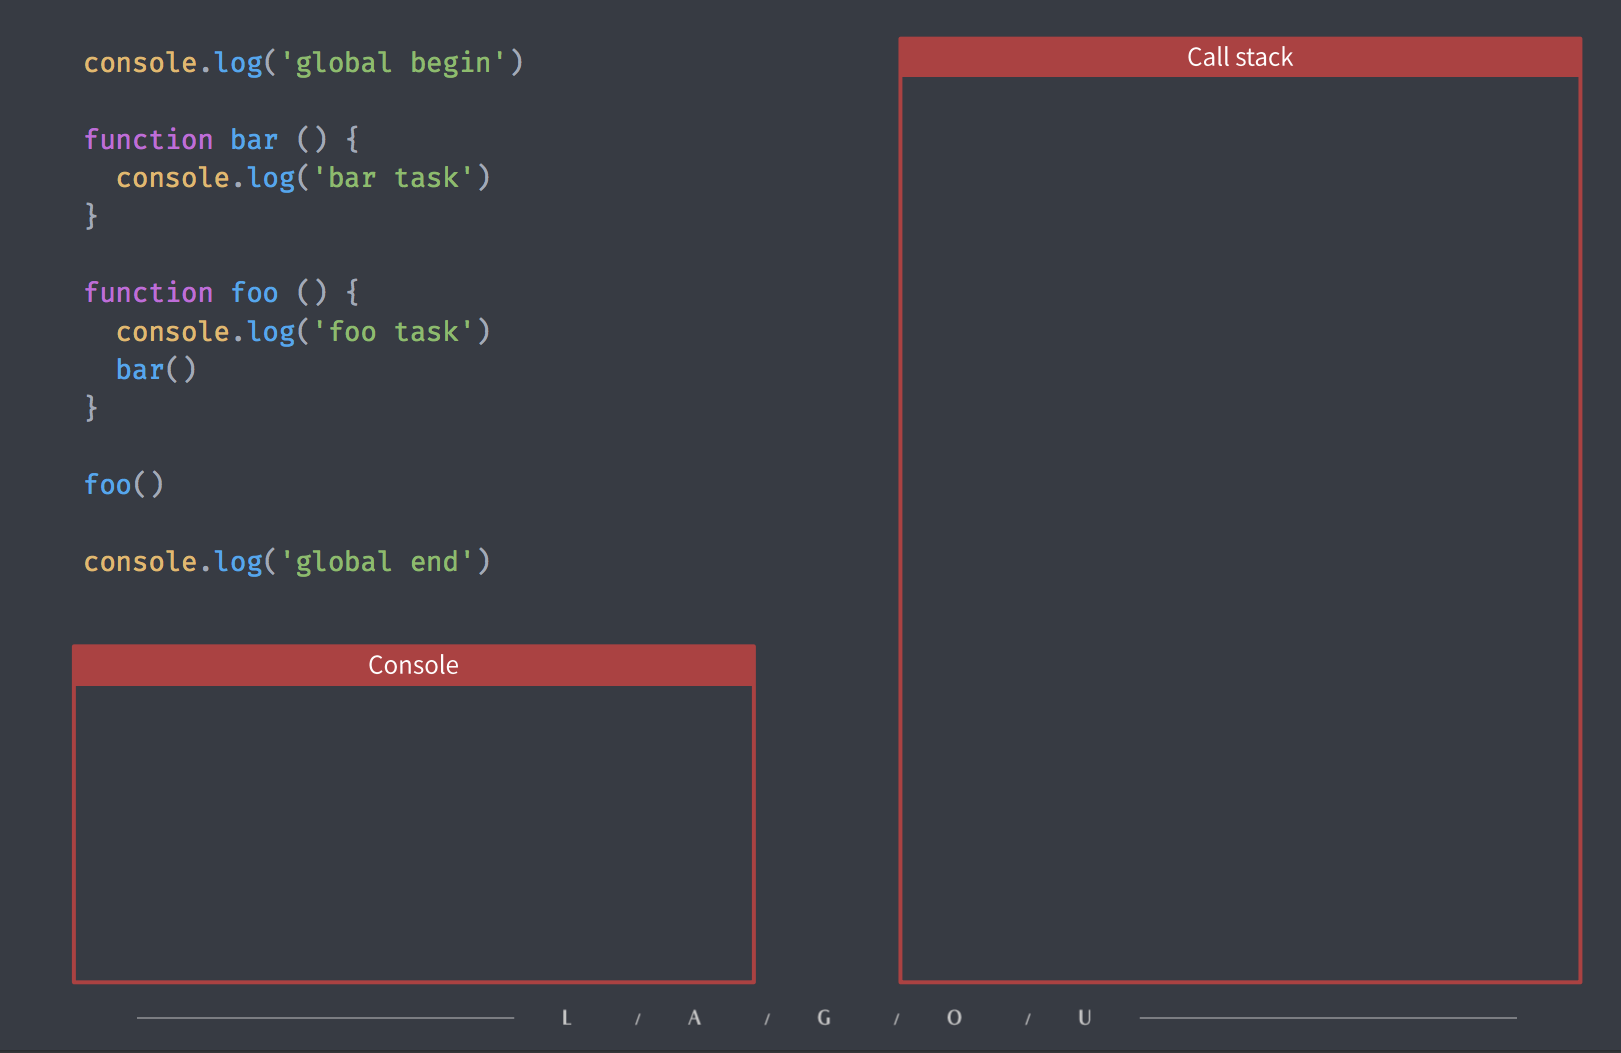 console.log('global begin')
function bar () {
  console.log('bar task')
}
function foo () {
  console.log('foo task')
  bar()
}
foo()
console.log('global end')
Console
Call stack
L / A / G / O / U